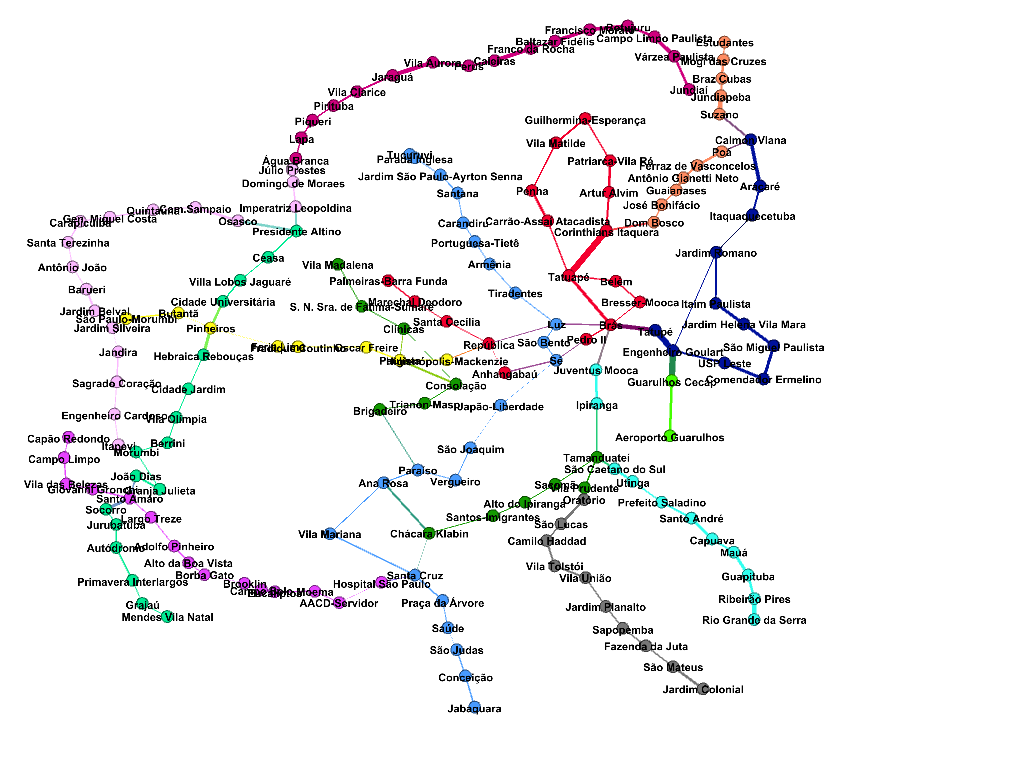 Francisco Morato
Botujuru
Campo Limpo Paulista
Baltazar Fidélis
Franco da Rocha
Caieiras
Perus
Vila Aurora
Jaraguá
Vila Clarice
Pirituba
Piqueri
Lapa
Água Branca
Júlio Prestes
Domingo de Moraes
Imperatriz Leopoldina
Várzea Paulista
Jundiaí
Estudantes
Mogi das Cruzes
Braz Cubas
Jundiapeba
Suzano
Calmon Viana
Poá
Ferraz de Vasconcelos
Antônio Gianetti Neto
Guaianases
José Bonifácio
Dom Bosco
Aracaré
Itaquaquecetuba
Jardim Romano
Itaim Paulista
Jardim Helena Vila Mara
São Miguel Paulista
USP Leste
Comendador Ermelino
Engenheiro Goulart
Tatuapé
Guarulhos Cecap
Aeroporto Guarulhos
Guilhermina-Esperança
Vila Matilde
Patriarca-Vila Ré
Penha
Artur Alvim
Carrão-Assaí Atacadista
Corinthians Itaquera
Tatuapé
Belém
Bresser Mooca
Brás
Pedro II
Tucuruvi
Parada Inglesa
Jardim São Paulo-Ayrton Senna
Santana
Carandiru
Portuguesa-Tietê
Armênia
Tiradentes
Luz
São Bento
Sé
Juventus Mooca
Ipiranga
Tamanduateí
São Caetano do Sul
Utinga
Prefeito Saladino
Santo André
Capuava
Mauá
Guapituba
Ribeirão Pires
Rio Grande da Serra
Quintaúna
Com.Sampaio
Gen.Miguel Costa
Carapicuiba
Osasco
Presidente Altino
Santa Terezinha
Antônio João
Barueri
Jardim Belval
Jardim Silveira
Jandira
Sagrado Coração
Engenheiro Cardoso
Itapevi
Ceasa
Villa Lobos Jaguaré
Cidade Universitária
São Paulo-Morumbi
Butantã
Pinheiros
Hebraica Rebouças
Cidade Jardim
Vila Olímpia
Berrini
Morumbi
Granja Julieta
João Dias
Santo Amaro
Socorro
Jurubatuba
Autódromo
Primavera Interlargos
Grajaú
Mendes Vila Natal
Capão Redondo
Campo Limpo
Vila das Belezas
Giovanni Gronchi
Largo Treze
Adolfo Pinheiro
Alto da Boa Vista
Borba Gato
Brooklin
Campo Belo
Eucaliptos
Moema
AACD-Servidor
Hospital São Paulo
Santa Cruz
Vila Madalena
Palmeiras-Barra Funda
Marechal Deodoro
S. N. Sra. de Fátima-Sumaré
Santa Cecília
Clínicas
República
Anhangabaú
Faria Lima
Fradique Coutinho
Oscar Freire
Paulista
Higienópolis-Mackenzie
Consolação
Trianon-Masp
Brigadeiro
Japão-Liberdade
São Joaquim
Vergueiro
Paraíso
Ana Rosa
Vila Mariana
Chácara Klabin
Santos-Imigrantes
Alto do Ipiranga
Sacomã
Vila Prudente
Oratório
São Lucas
Camilo Haddad
Vila Tolstói
Vila União
Jardim Planalto
Sapopemba
Fazenda da Juta
São Mateus
Jardim Colonial
Praça da Árvore
Saúde
São Judas
Conceição
Jabaquara